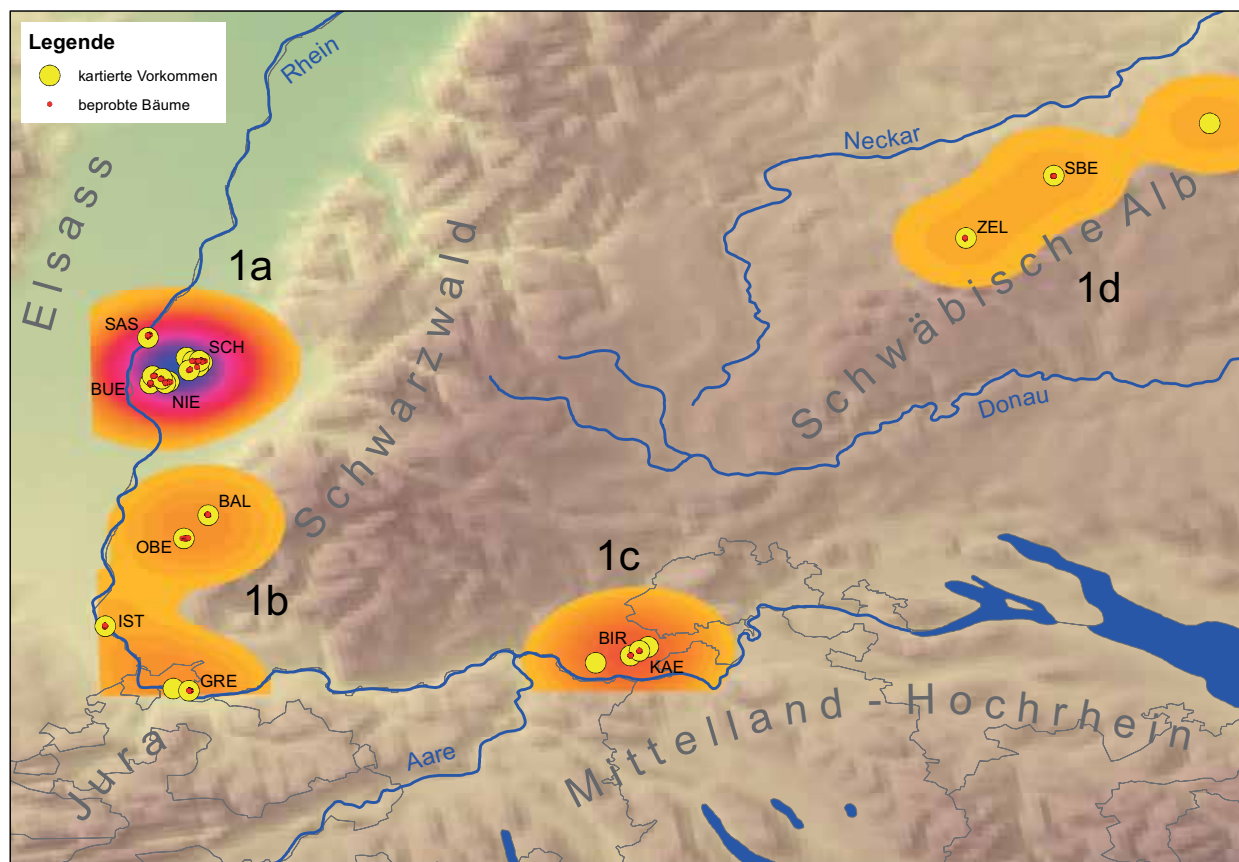 Legende
kartierte Vorkommen
beprobte Bäume
Rhein
Elsass
Neckar
SBE
ZEL
Schwäbische Alb
1d
1a
Schwarzwald
SAS
SCH
BUE
NIE
Donau
BAL
OBE
1b
1c
IST
BIR
KAE
GRE
Jura
Aare
Mittelland - Hochrhein